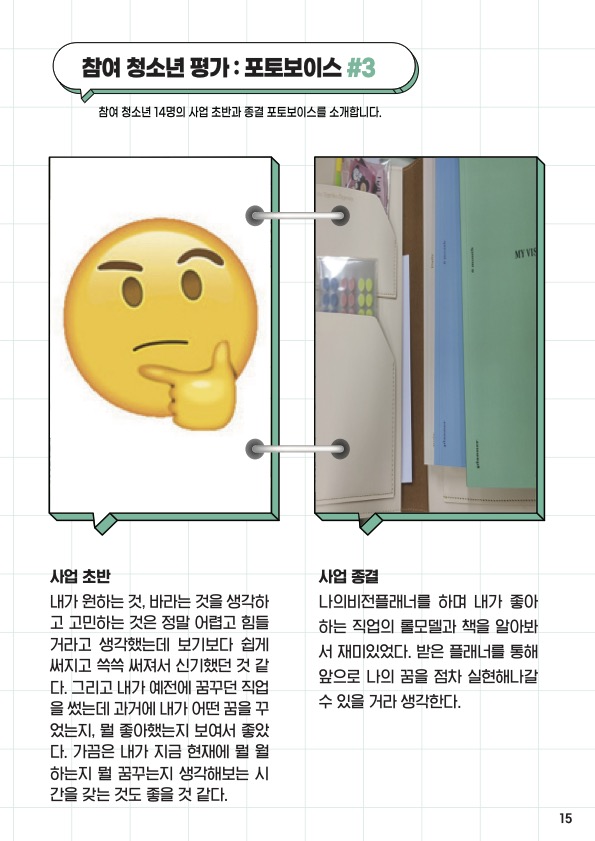 참여 청소년 평가 : 포토보이스 #3
참여 청소년 14명의 사업 초반과 종결 포토보이스를 소개합니다.
MY VIS
사업 초반
내가 원하는 것, 바라는 것을 생각하
고 고민하는 것은 정말 어렵고 힘들
거라고 생각했는데 보기보다 쉽게
써지고 쓱쓱 써져서 신기했던 것 같
다. 그리고 내가 예전에 꿈꾸던 직업
을 썼는데 과거에 내가 어떤 꿈을 꾸
었는지, 뭘 좋아했는지 보여서 좋았
다. 가끔은 내가 지금 현재에 뭘 원
하는지 뭘 꿈꾸는지 생각해보는 시
간을 갖는 것도 좋을 것 같다.
사업 종결
나의비전플래너를 하며 내가 좋아
하는 직업의 롤모델과 책을 알아봐
서 재미있었다. 받은 플래너를 통해
앞으로 나의 꿈을 점차 실현해나갈
수 있을 거라 생각한다.
15